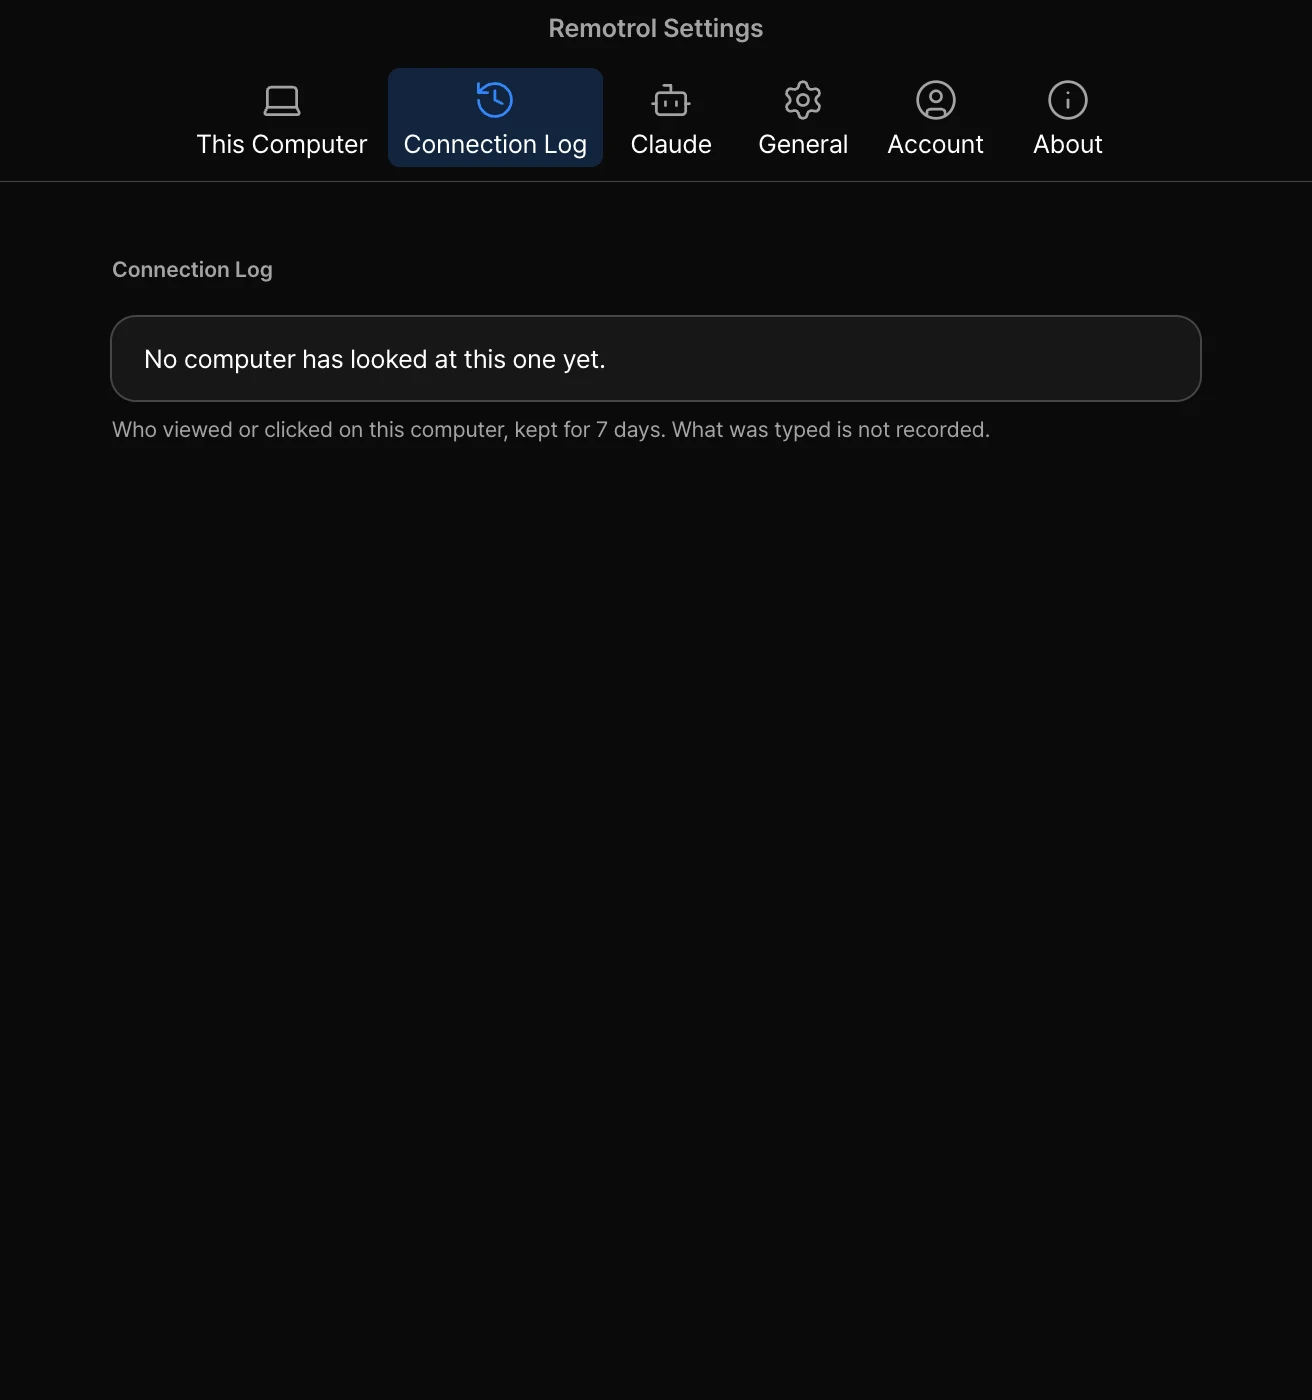 Remotrol Settings
This Computer
Connection Log
Claude
General
Account
About
Connection Log
No computer has looked at this one yet.
Who viewed or clicked on this computer, kept for 7 days. What was typed is not recorded.